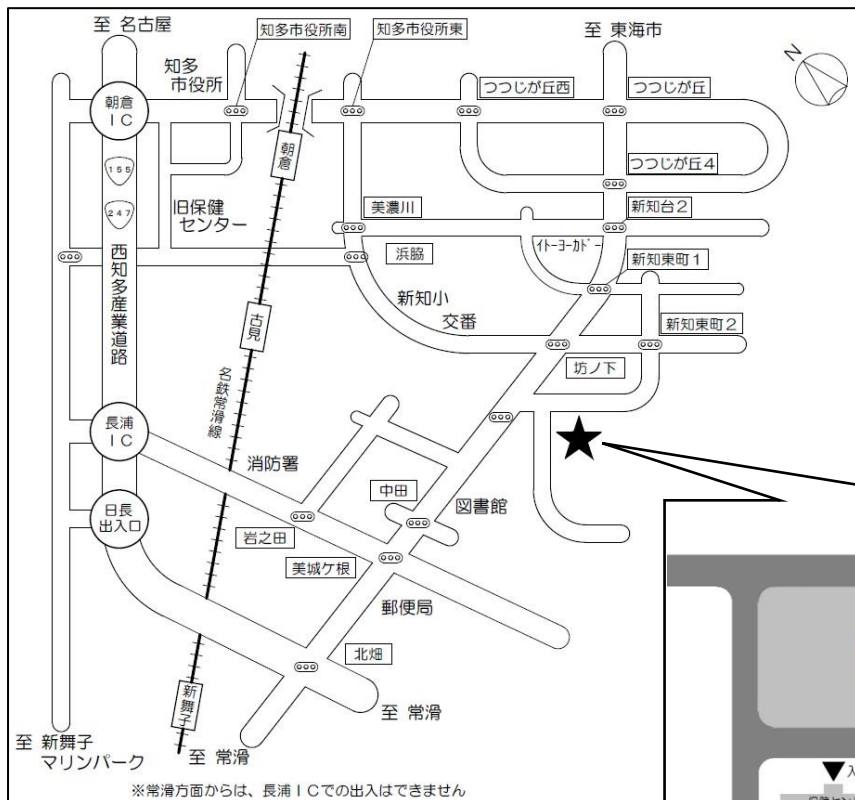 至 名古屋
知多市役所南
知多市役所東
至 東海市
N
知多
市役所
つつじが丘西
つつじが丘
朝倉
IC
朝倉
155
つつじが丘4
247
旧保健
センター
美濃川
新知台2
イトーヨーカドー
浜脇
新知東町1
西知多産業道路
新知小
交番
新知東町2
古見
坊ノ下
名鉄常滑線
長浦
IC
消防署
中田
図書館
日長
出入口
岩之田
美城ケ根
郵便局
北畑
新舞子
至 常滑
至 新舞子
マリンパーク
至 常滑
※常滑方面からは、長浦ICでの出入はできません
▼入